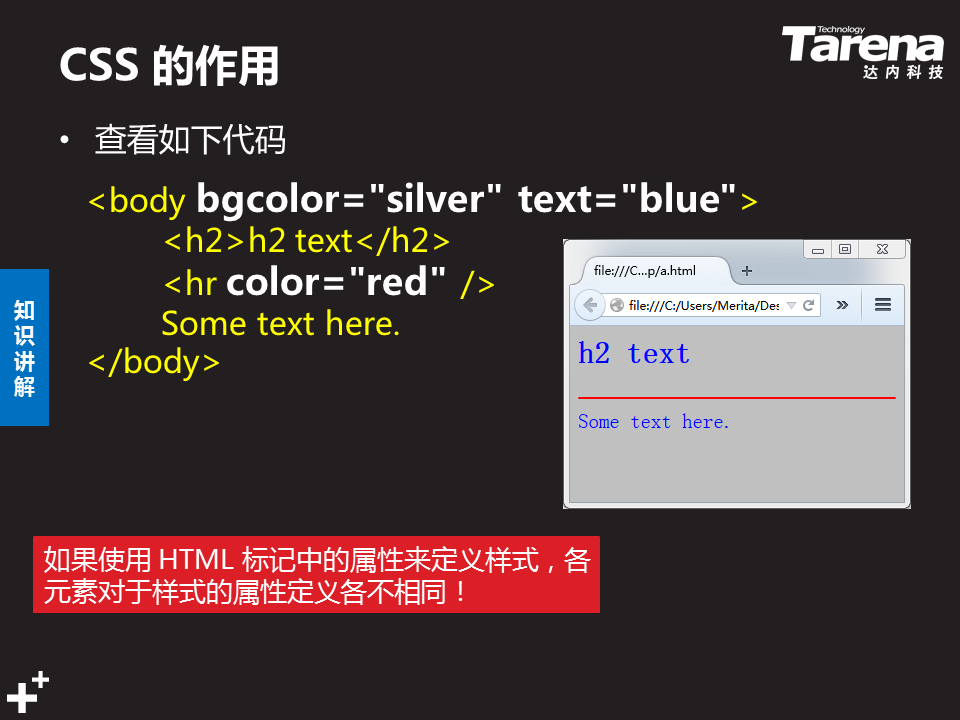 CSS 的作用
Technology
Tarena
达内科技
• 查看如下代码
<body bgcolor="silver" text="blue">
<h2>h2 text</h2>
<hr color="red" />
Some text here.
</body>
知识讲解
file:///C...p/a.html
file:///C:/Users/Merita/Des
h2 text
Some text here.
如果使用 HTML 标记中的属性来定义样式，各
元素对于样式的属性定义各不相同！